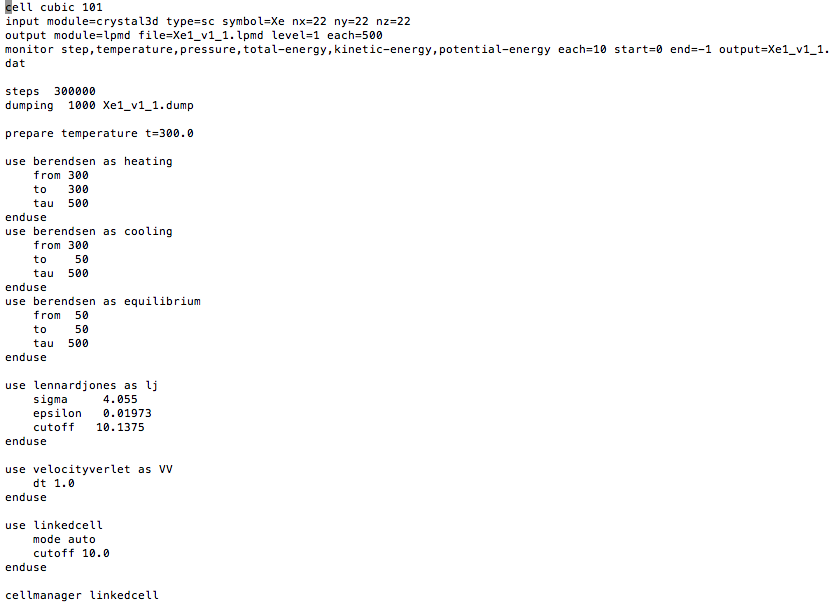 cell cubic 101
input module=crystal3d type=sc symbol=Xe nx=22 ny=22 nz=22
output module=lpmd file=Xe1_v1_1.lpmd level=1 each=500
monitor step,temperature,pressure,total-energy,kinetic-energy,potential-energy each=10 start=0 end=-1 output=Xe1_v1_1.
dat

steps  300000
dumping  1000 Xe1_v1_1.dump

prepare temperature t=300.0

use berendsen as heating
    from 300
    to   300
    tau  500
enduse
use berendsen as cooling
    from 300
    to    50
    tau  500
enduse
use berendsen as equilibrium
    from  50
    to    50
    tau  500
enduse

use lennardjones as lj
    sigma     4.055
    epsilon   0.01973
    cutoff   10.1375
enduse

use velocityverlet as VV
    dt 1.0
enduse

use linkedcell
    mode auto
    cutoff 10.0
enduse

cellmanager linkedcell